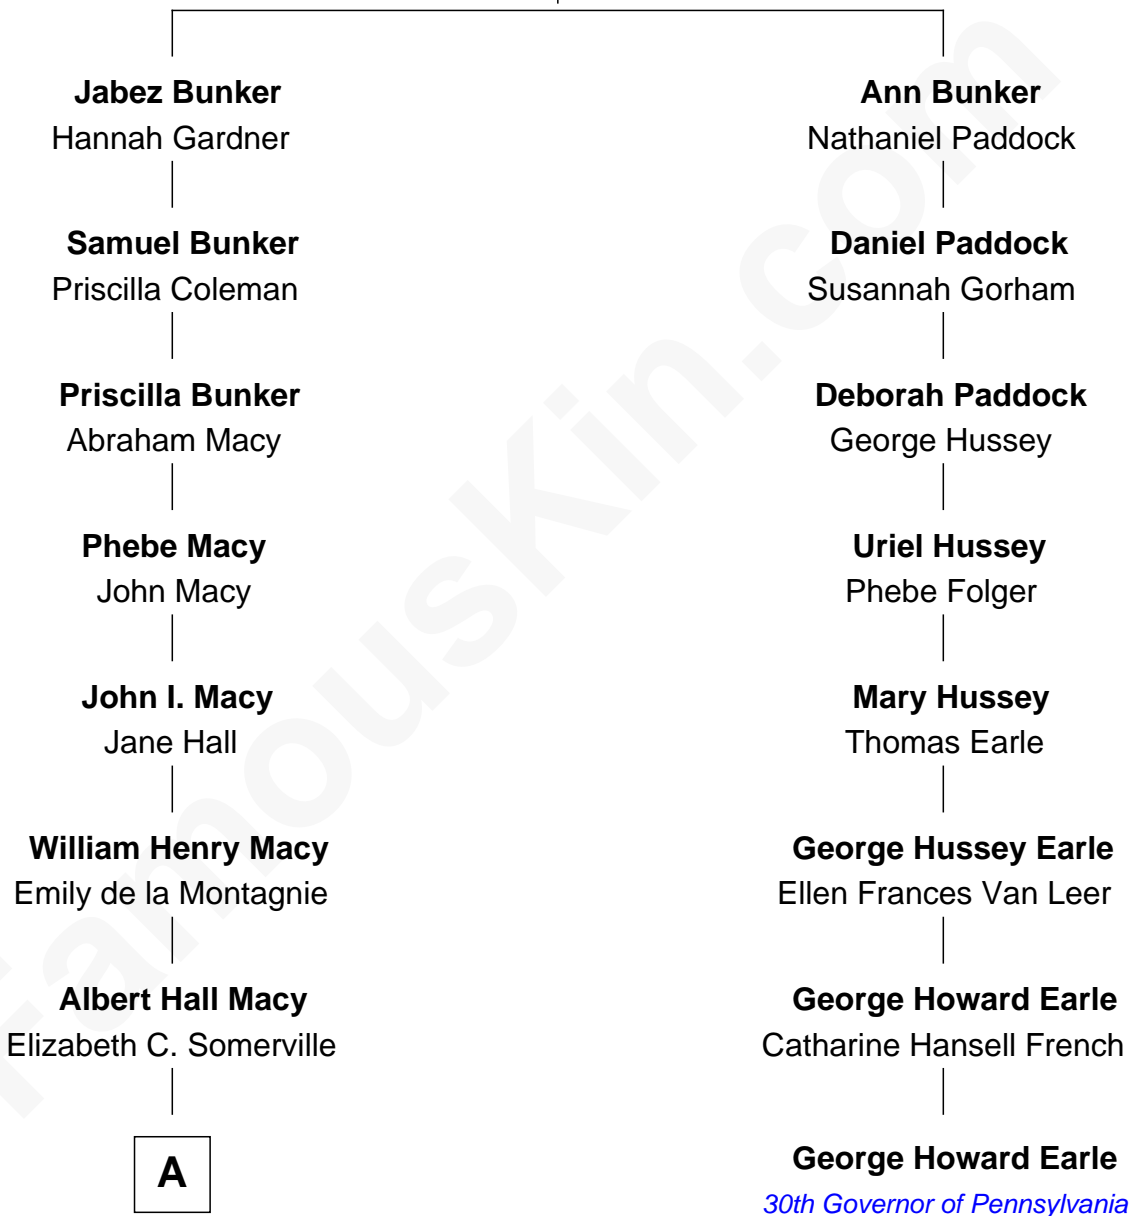 Jabez Bunker
Hannah Gardner
Ann Bunker
Nathaniel Paddock
Samuel Bunker
Priscilla Coleman
Daniel Paddock
Susannah Gorham
Priscilla Bunker
Abraham Macy
Deborah Paddock
George Hussey
Phebe Macy
John Macy
Uriel Hussey
Phebe Folger
John I. Macy
Jane Hall
Mary Hussey
Thomas Earle
William Henry Macy
Emily de la Montagnie
George Hussey Earle
Ellen Frances Van Leer
Albert Hall Macy
Elizabeth C. Somerville
George Howard Earle
Catharine Hansell French
A
George Howard Earle
30th Governor of Pennsylvania
FamousKin.com